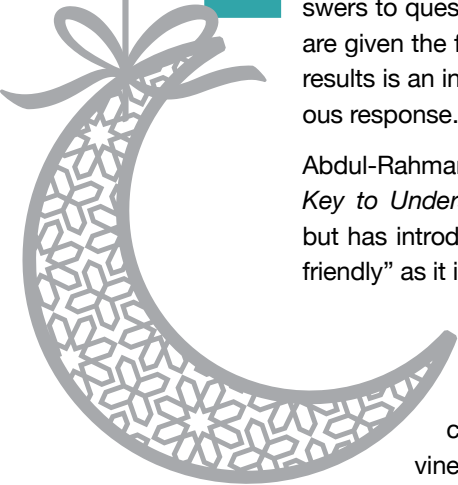 swers to ques
are given the f
results is an in
ous response.
Abdul-Rahma
Key to Under
but has introd
friendly" as it i
c
vine